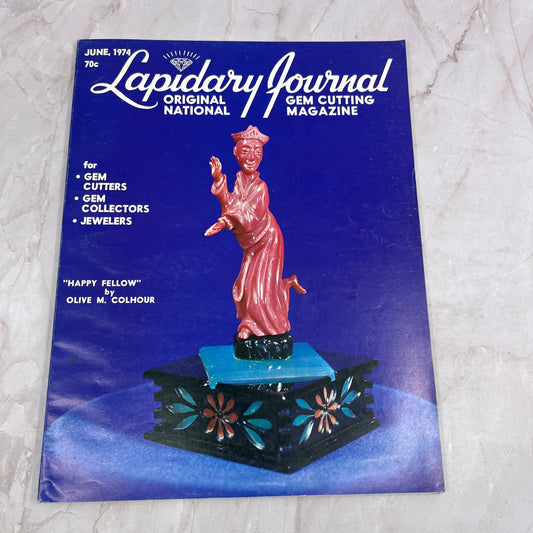 JUNE, 1974
70c
Lapidary Journal
ORIGINAL GEM CUTTING
NATIONAL MAGAZINE
for
• GEM
CUTTERS
• GEM
COLLECTORS
• JEWELERS
"HAPPY FELLOW"
by
OLIVE M. COLHOUR